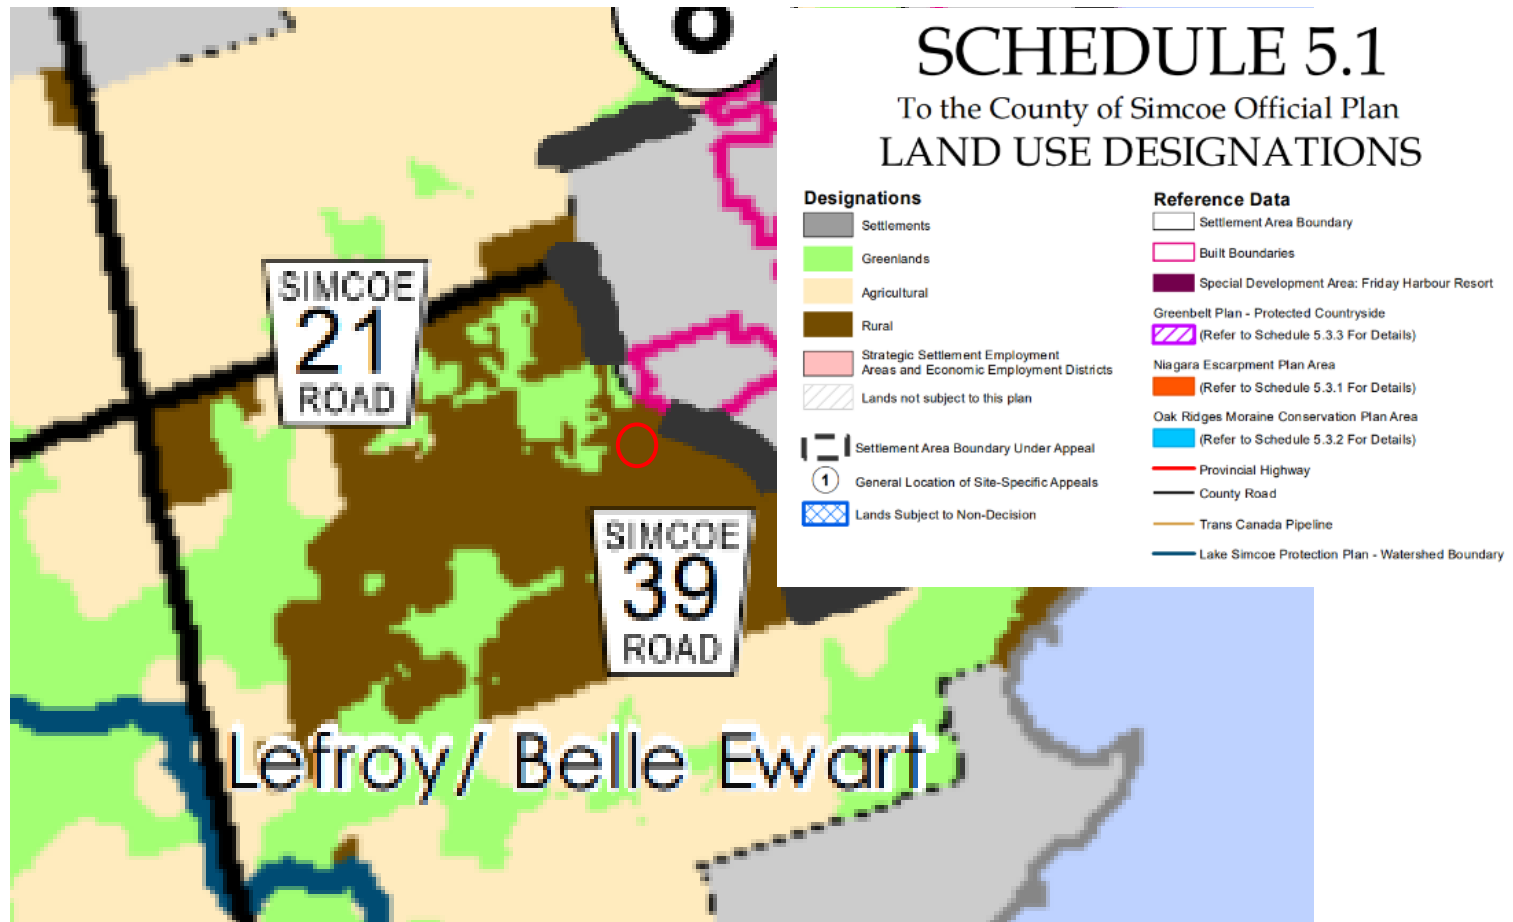 8
SIMCOE
21
ROAD
SIMCOE
39
ROAD
Lefroy/ Belle Ewart
SCHEDULE 5.1
To the County of Simcoe Official Plan
LAND USE DESIGNATIONS
Designations
Settlements
Greenlands
Agricultural
Rural
Strategic Settlement Employment
Areas and Economic Employment Districts
Lands not subject to this plan
Settlement Area Boundary Under Appeal
1 General Location of Site-Specific Appeals
Lands Subject to Non-Decision
Reference Data
Settlement Area Boundary
Built Boundaries
Special Development Area: Friday Harbour Resort
Greenbelt Plan - Protected Countryside
(Refer to Schedule 5.3.3 For Details)
Niagara Escarpment Plan Area
(Refer to Schedule 5.3.1 For Details)
Oak Ridges Moraine Conservation Plan Area
(Refer to Schedule 5.3.2 For Details)
Provincial Highway
County Road
Trans Canada Pipeline
Lake Simcoe Protection Plan - Watershed Boundary